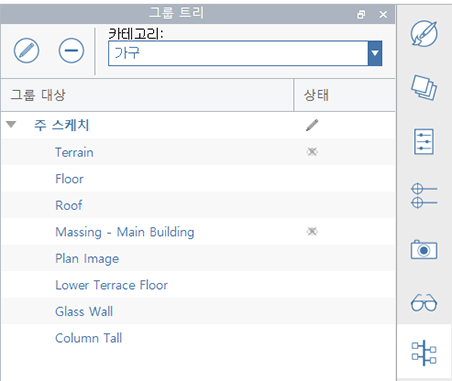 그룹 트리
카테고리:
가구
그룹 대상 상태
주 스케치
Terrain
Floor
Roof
Massing - Main Building
Plan Image
Lower Terrace Floor
Glass Wall
Column Tall